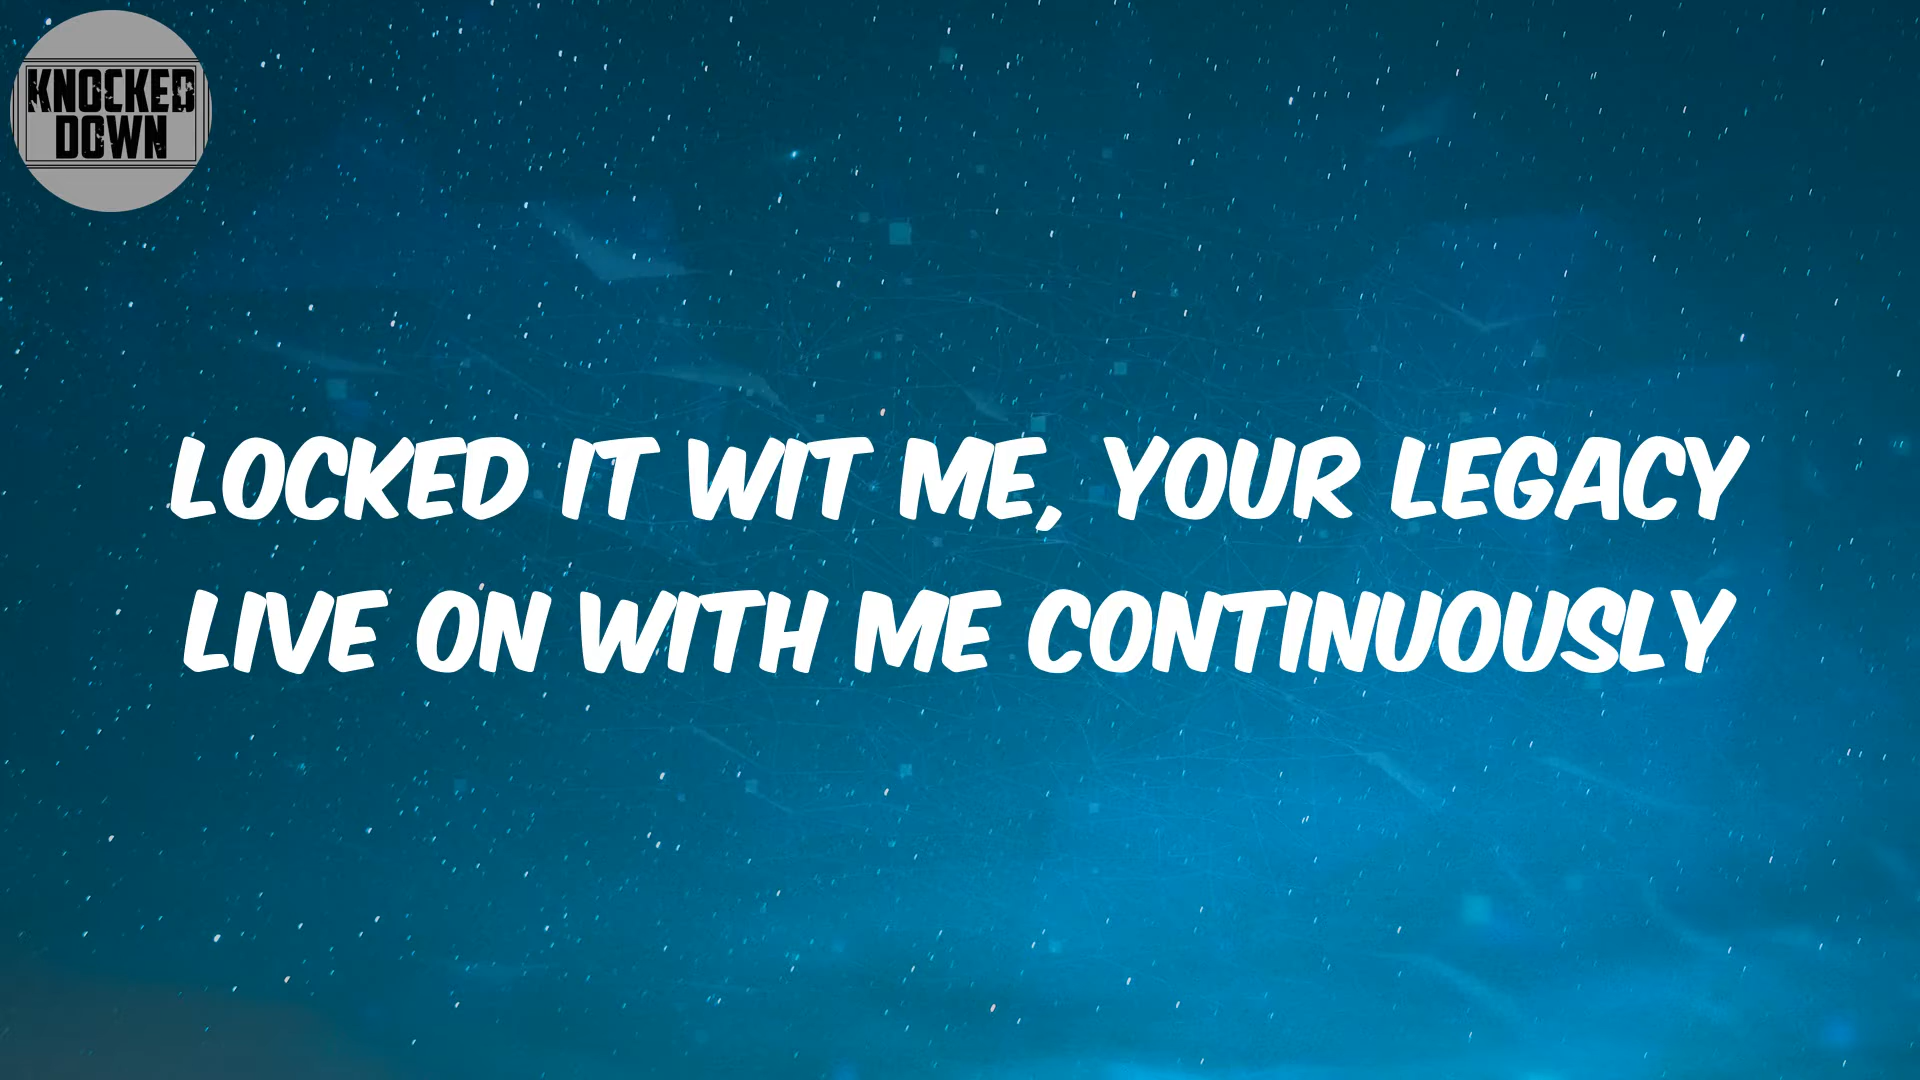 KNOCKED
DOWN
LOCKED IT WIT ME, YOUR LEGACY
LIVE ON WITH ME CONTINUOUSLY